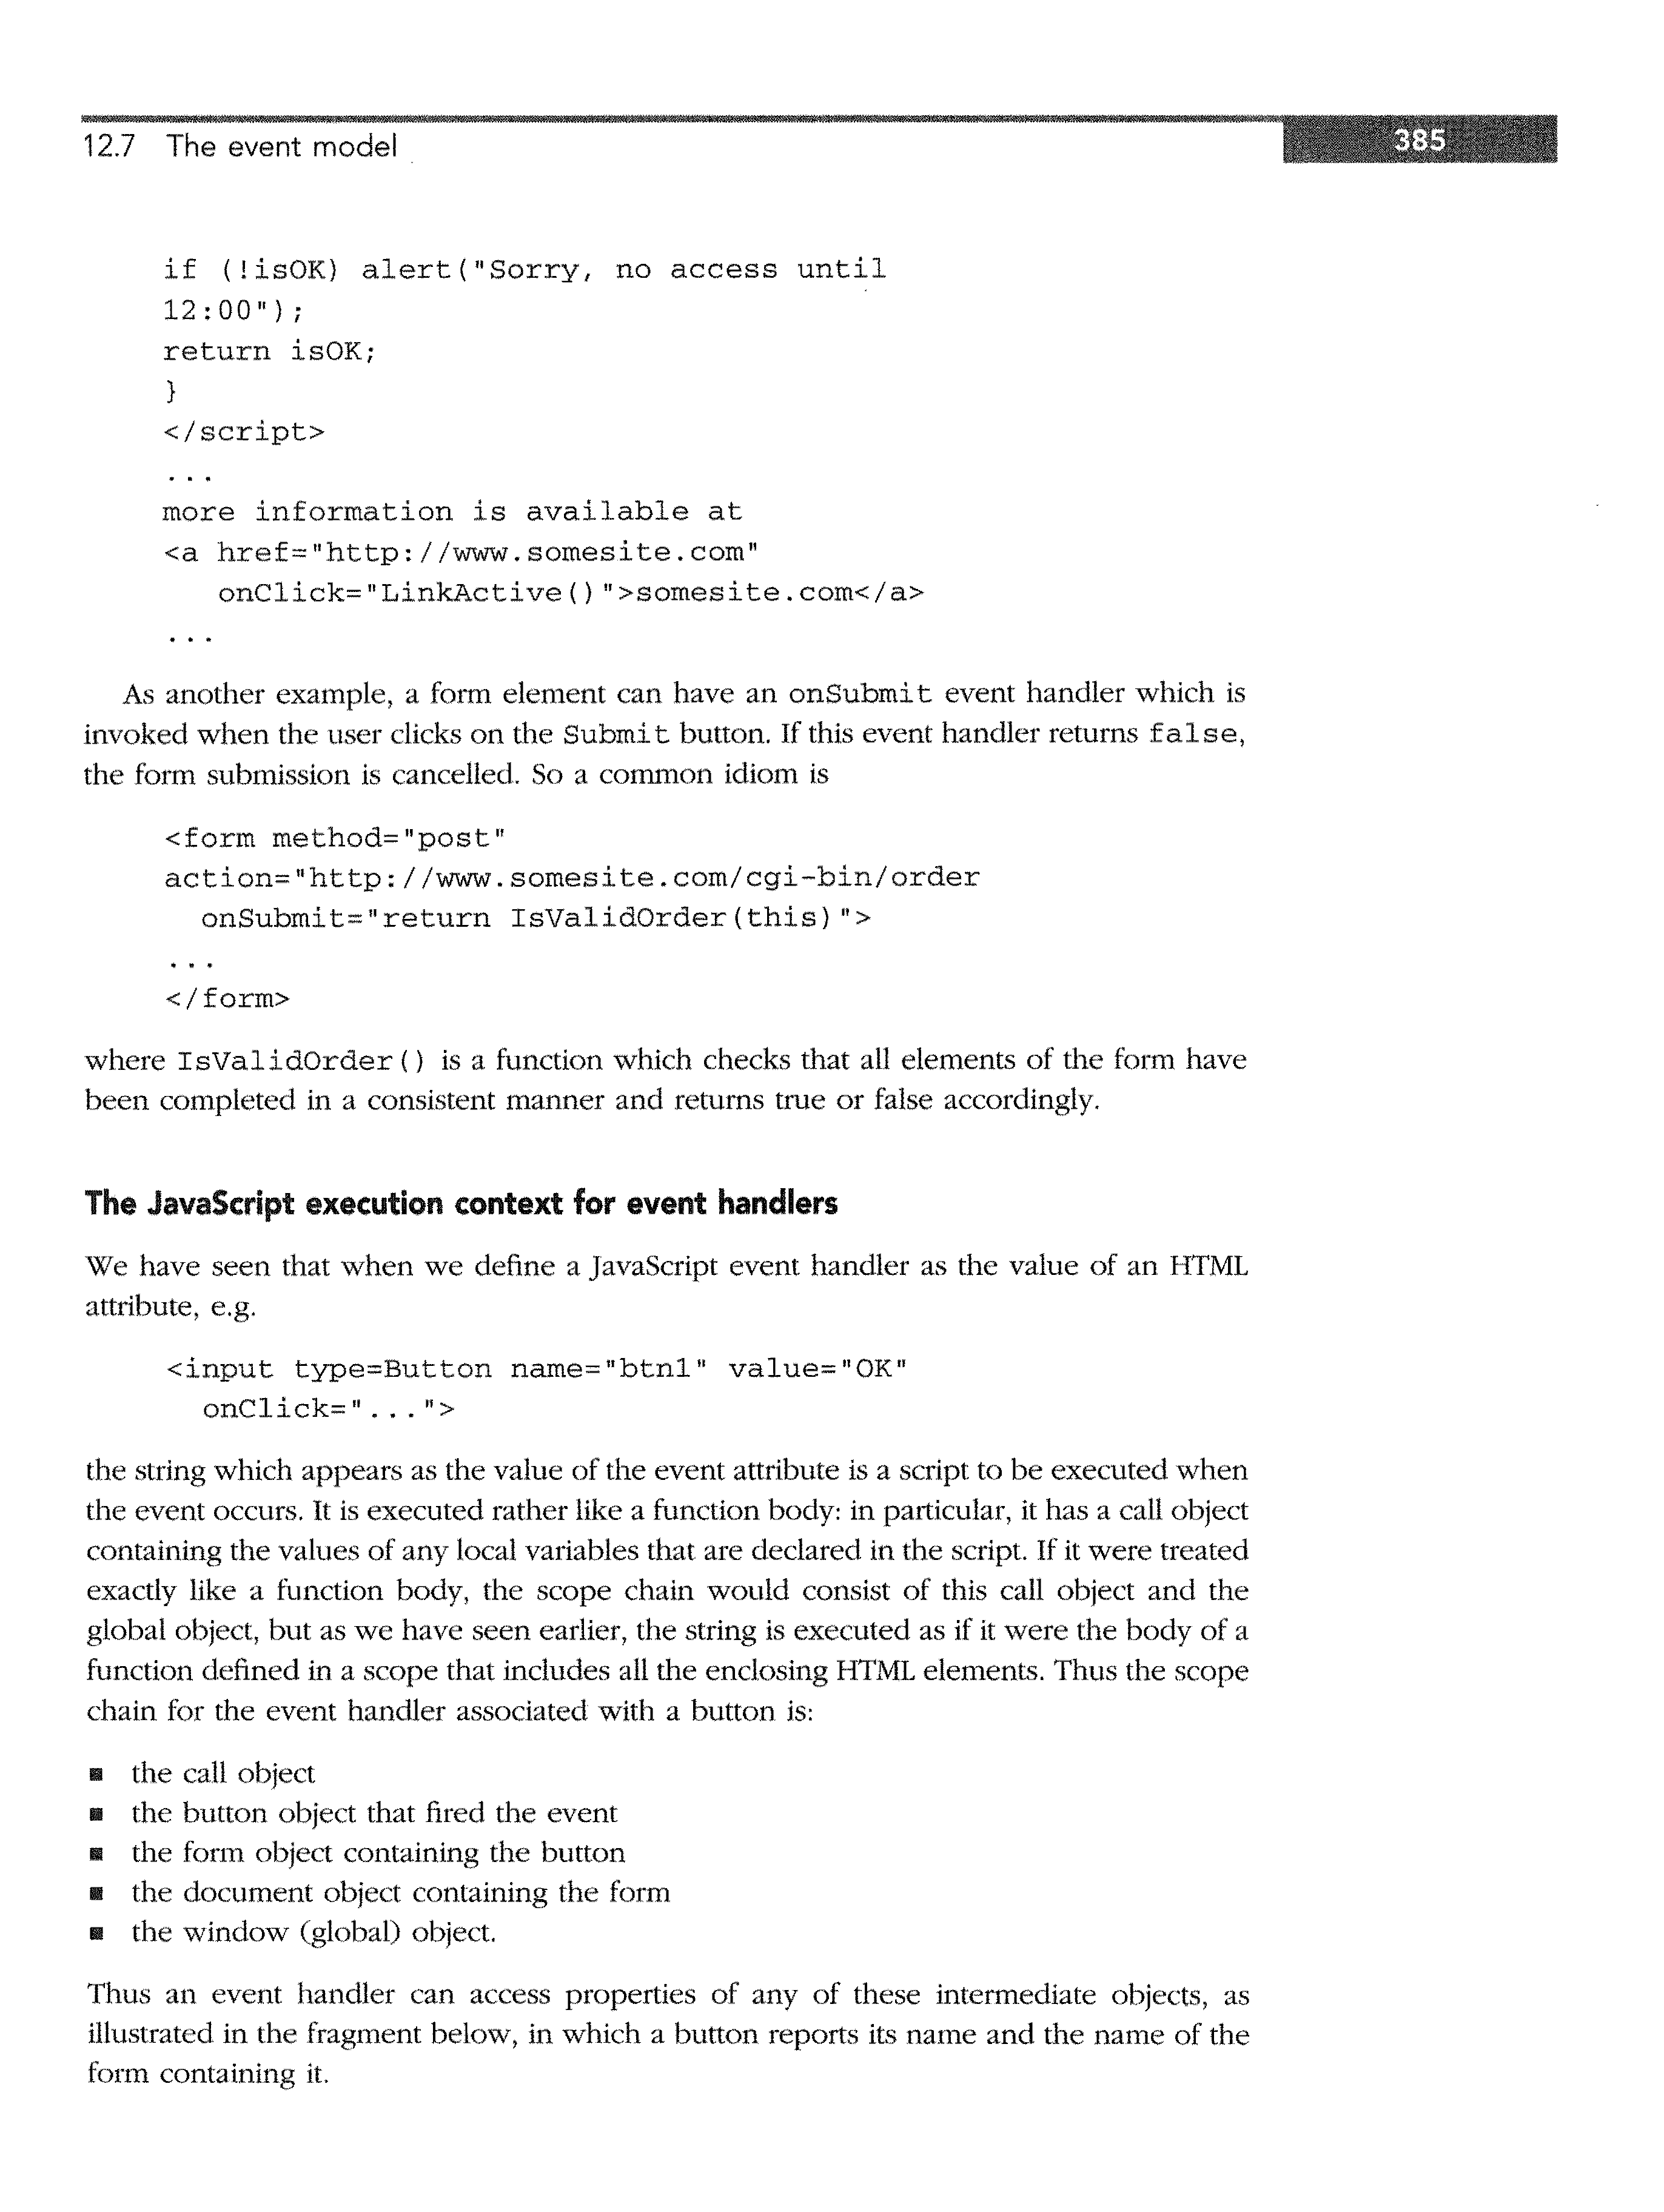 12.7 The event model
385
if (!isOK) alert("Sorry, no access until
12:00");
return isOK;
}
</script>
...
more information is available at
<a href="http://www.somesite.com"
onClick="LinkActive()">somesite.com</a>
...
As another example, a form element can have an onSubmit event handler which is
invoked when the user clicks on the Submit button. If this event handler returns false,
the form submission is cancelled. So a common idiom is
<form method="post"
action="http://www.somesite.com/cgi-bin/order
onSubmit="return IsValidOrder(this)">
...
</form>
where IsValidOrder() is a function which checks that all elements of the form have
been completed in a consistent manner and returns true or false accordingly.
The JavaScript execution context for event handlers
We have seen that when we define a JavaScript event handler as the value of an HTML
attribute, e.g.
<input type=Button name="btn1" value="OK"
onClick="...">
the string which appears as the value of the event attribute is a script to be executed when
the event occurs. It is executed rather like a function body: in particular, it has a call object
containing the values of any local variables that are declared in the script. If it were treated
exactly like a function body, the scope chain would consist of this call object and the
global object, but as we have seen earlier, the string is executed as if it were the body of a
function defined in a scope that includes all the enclosing HTML elements. Thus the scope
chain for the event handler associated with a button is:
■ the call object
■ the button object that fired the event
■ the form object containing the button
■ the document object containing the form
■ the window (global) object.
Thus an event handler can access properties of any of these intermediate objects, as
illustrated in the fragment below, in which a button reports its name and the name of the
form containing it.